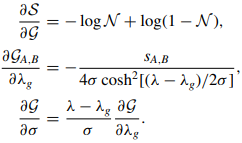 ∂𝒮/∂𝒢 = − log 𝒩 + log(1 − 𝒩),
∂𝒢_{A,B}/∂λ_g = − s_{A,B}/(4σ cosh²[(λ − λ_g)/2σ]),
∂𝒢/∂σ = (λ − λ_g)/σ ∂𝒢/∂λ_g.